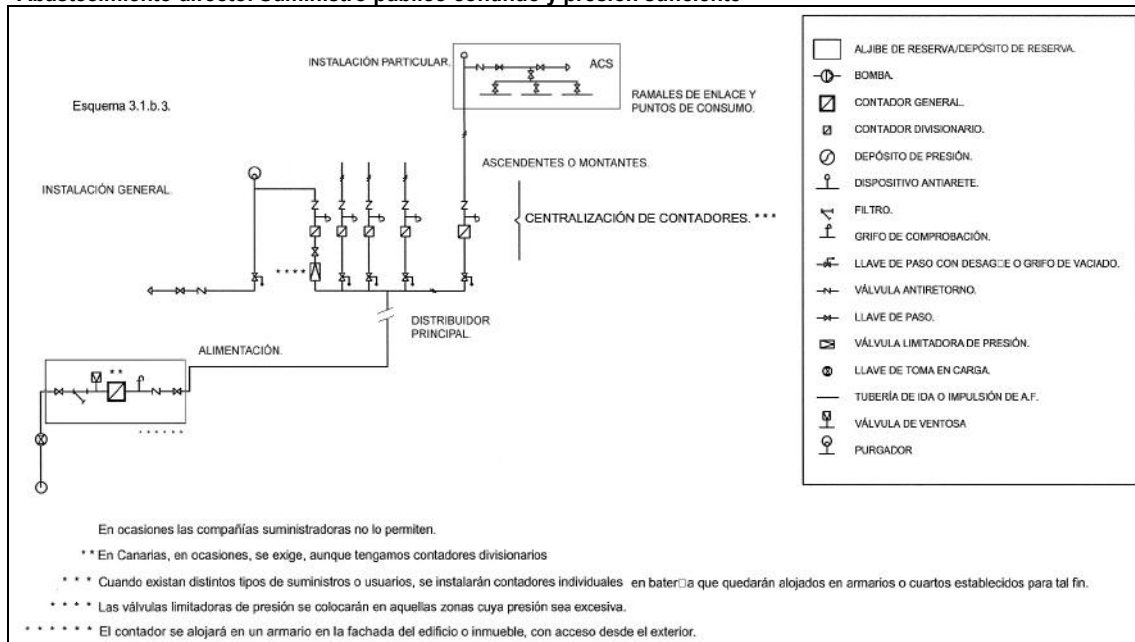 Abastecimiento directo. Suministro público continuo y presión suficiente
INSTALACIÓN PARTICULAR.
ACS
RAMALES DE ENLACE Y
PUNTOS DE CONSUMO.
Esquema 3.1.b.3.
ASCENDENTES O MONTANTES.
INSTALACIÓN GENERAL.
CENTRALIZACIÓN DE CONTADORES. * * *
* * * *
DISTRIBUIDOR
PRINCIPAL.
ALIMENTACIÓN.
* *
* * * * * *
ALJIBE DE RESERVA/DEPÓSITO DE RESERVA.
BOMBA.
CONTADOR GENERAL.
CONTADOR DIVISIONARIO.
DEPÓSITO DE PRESIÓN.
DISPOSITIVO ANTIARETE.
FILTRO.
GRIFO DE COMPROBACIÓN.
LLAVE DE PASO CON DESAG□E O GRIFO DE VACIADO.
VÁLVULA ANTIRETORNO.
LLAVE DE PASO.
VÁLVULA LIMITADORA DE PRESIÓN.
LLAVE DE TOMA EN CARGA.
TUBERÍA DE IDA O IMPULSIÓN DE A.F.
VÁLVULA DE VENTOSA
PURGADOR
En ocasiones las compañías suministradoras no lo permiten.
* * En Canarias, en ocasiones, se exige, aunque tengamos contadores divisionarios
* * * Cuando existan distintos tipos de suministros o usuarios, se instalarán contadores individuales en bater□a que quedarán alojados en armarios o cuartos establecidos para tal fin.
* * * * Las válvulas limitadoras de presión se colocarán en aquellas zonas cuya presión sea excesiva.
* * * * * * El contador se alojará en un armario en la fachada del edificio o inmueble, con acceso desde el exterior.